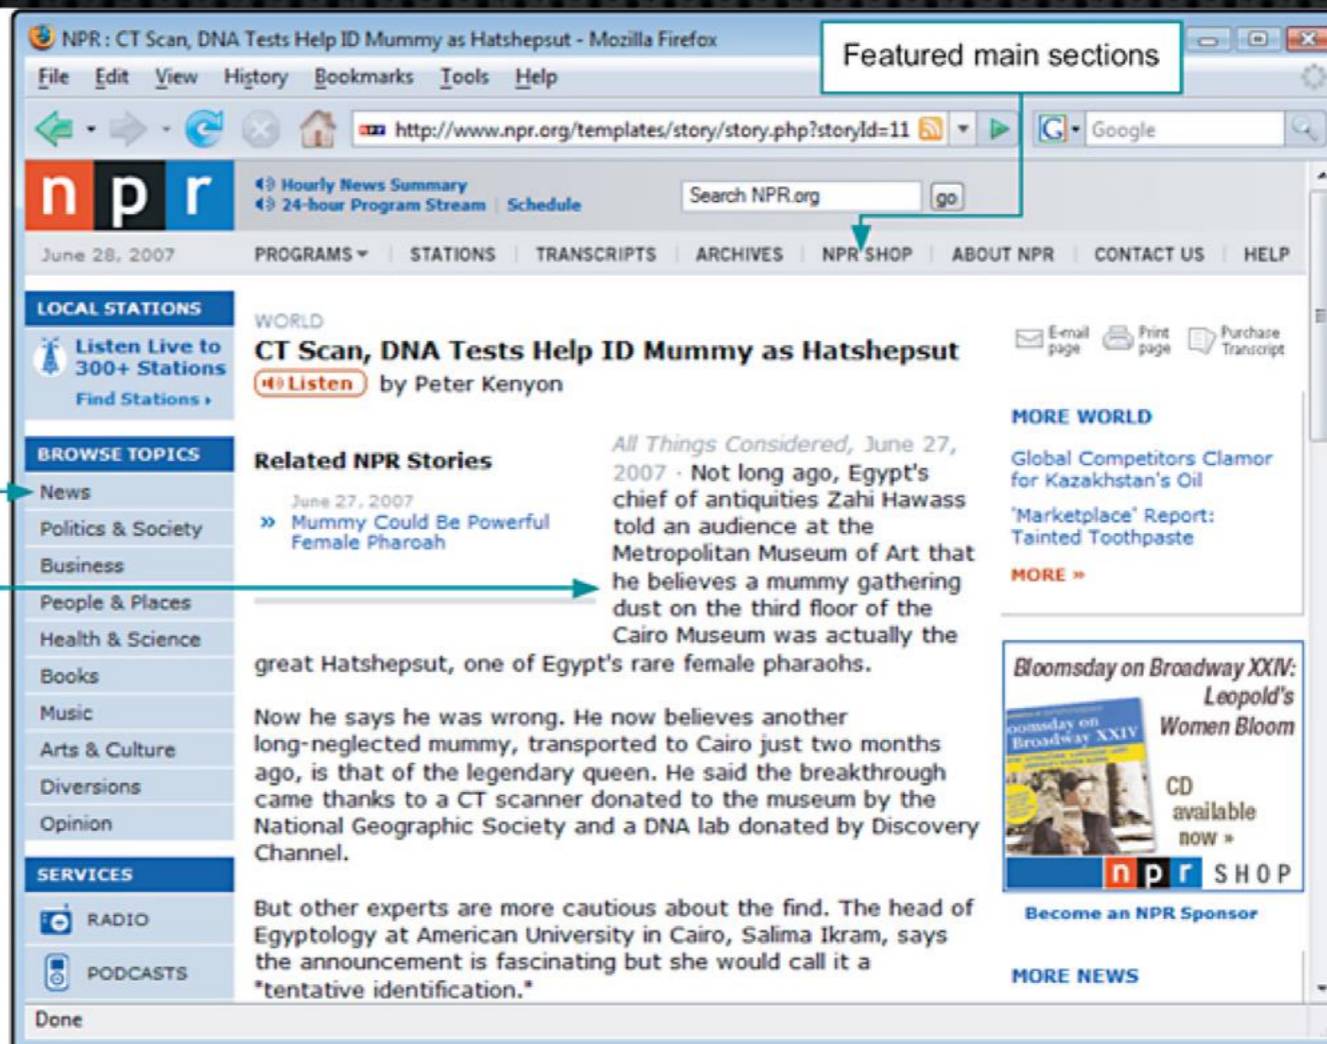 NPR : CT Scan, DNA Tests Help ID Mummy as Hatshepsut - Mozilla Firefox
Featured main sections
File Edit View History Bookmarks Tools Help
http://www.npr.org/templates/story/story.php?storyId=11
G Google
npr
Hourly News Summary
24-hour Program Stream | Schedule
Search NPR.org go
June 28, 2007
PROGRAMS | STATIONS | TRANSCRIPTS | ARCHIVES | NPR SHOP | ABOUT NPR | CONTACT US | HELP
LOCAL STATIONS
Listen Live to
300+ Stations
Find Stations
BROWSE TOPICS
News
Politics & Society
Business
People & Places
Health & Science
Books
Music
Arts & Culture
Diversions
Opinion
SERVICES
RADIO
PODCASTS
WORLD
CT Scan, DNA Tests Help ID Mummy as Hatshepsut
Listen by Peter Kenyon
Related NPR Stories
June 27, 2007
» Mummy Could Be Powerful
Female Pharoah
All Things Considered, June 27,
2007 · Not long ago, Egypt's
chief of antiquities Zahi Hawass
told an audience at the
Metropolitan Museum of Art that
he believes a mummy gathering
dust on the third floor of the
Cairo Museum was actually the
great Hatshepsut, one of Egypt's rare female pharaohs.
Now he says he was wrong. He now believes another
long-neglected mummy, transported to Cairo just two months
ago, is that of the legendary queen. He said the breakthrough
came thanks to a CT scanner donated to the museum by the
National Geographic Society and a DNA lab donated by Discovery
Channel.
But other experts are more cautious about the find. The head of
Egyptology at American University in Cairo, Salima Ikram, says
the announcement is fascinating but she would call it a
"tentative identification."
E-mail
page
Print
page
Purchase
Transcript
MORE WORLD
Global Competitors Clamor
for Kazakhstan's Oil
'Marketplace' Report:
Tainted Toothpaste
MORE »
Bloomsday on Broadway XXIV:
Leopold's
Women Bloom
oomsday on
Broadway XXIV
CD
available
now »
npr SHOP
Become an NPR Sponsor
MORE NEWS
Done